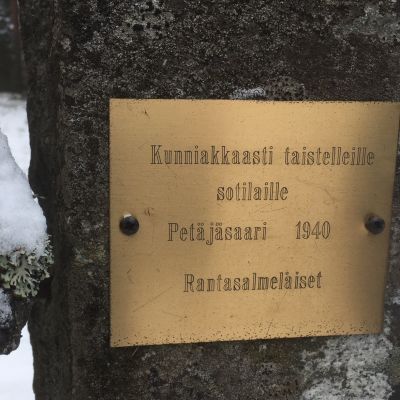 Kunniakkaasti taistelleille
sotilaille
Petäjäsaari 1940
Rantasalmelaiset